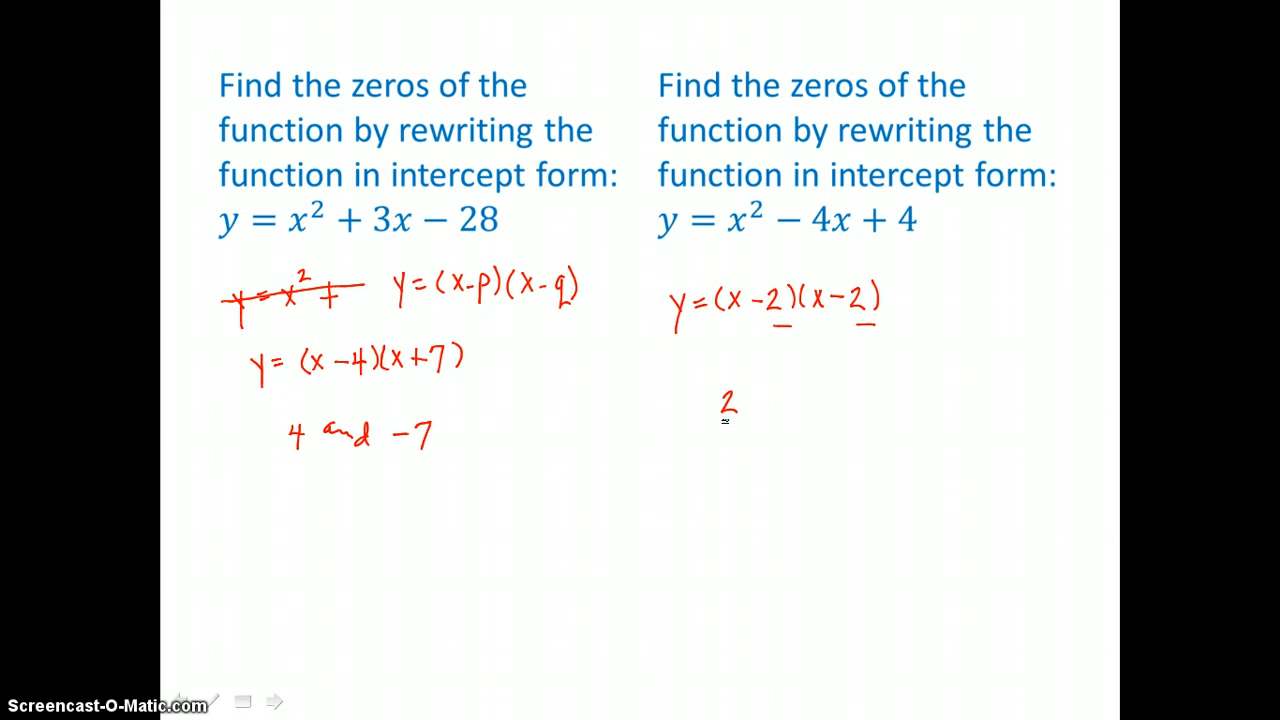 Find the zeros of the
function by rewriting the
function in intercept form:
y = x² + 3x − 28
y = x² +
y = (x-p)(x-q)
y = (x-4)(x+7)
4 and -7
Find the zeros of the
function by rewriting the
function in intercept form:
y = x² − 4x + 4
y = (x-2)(x-2)
2
Screencast-O-Matic.com